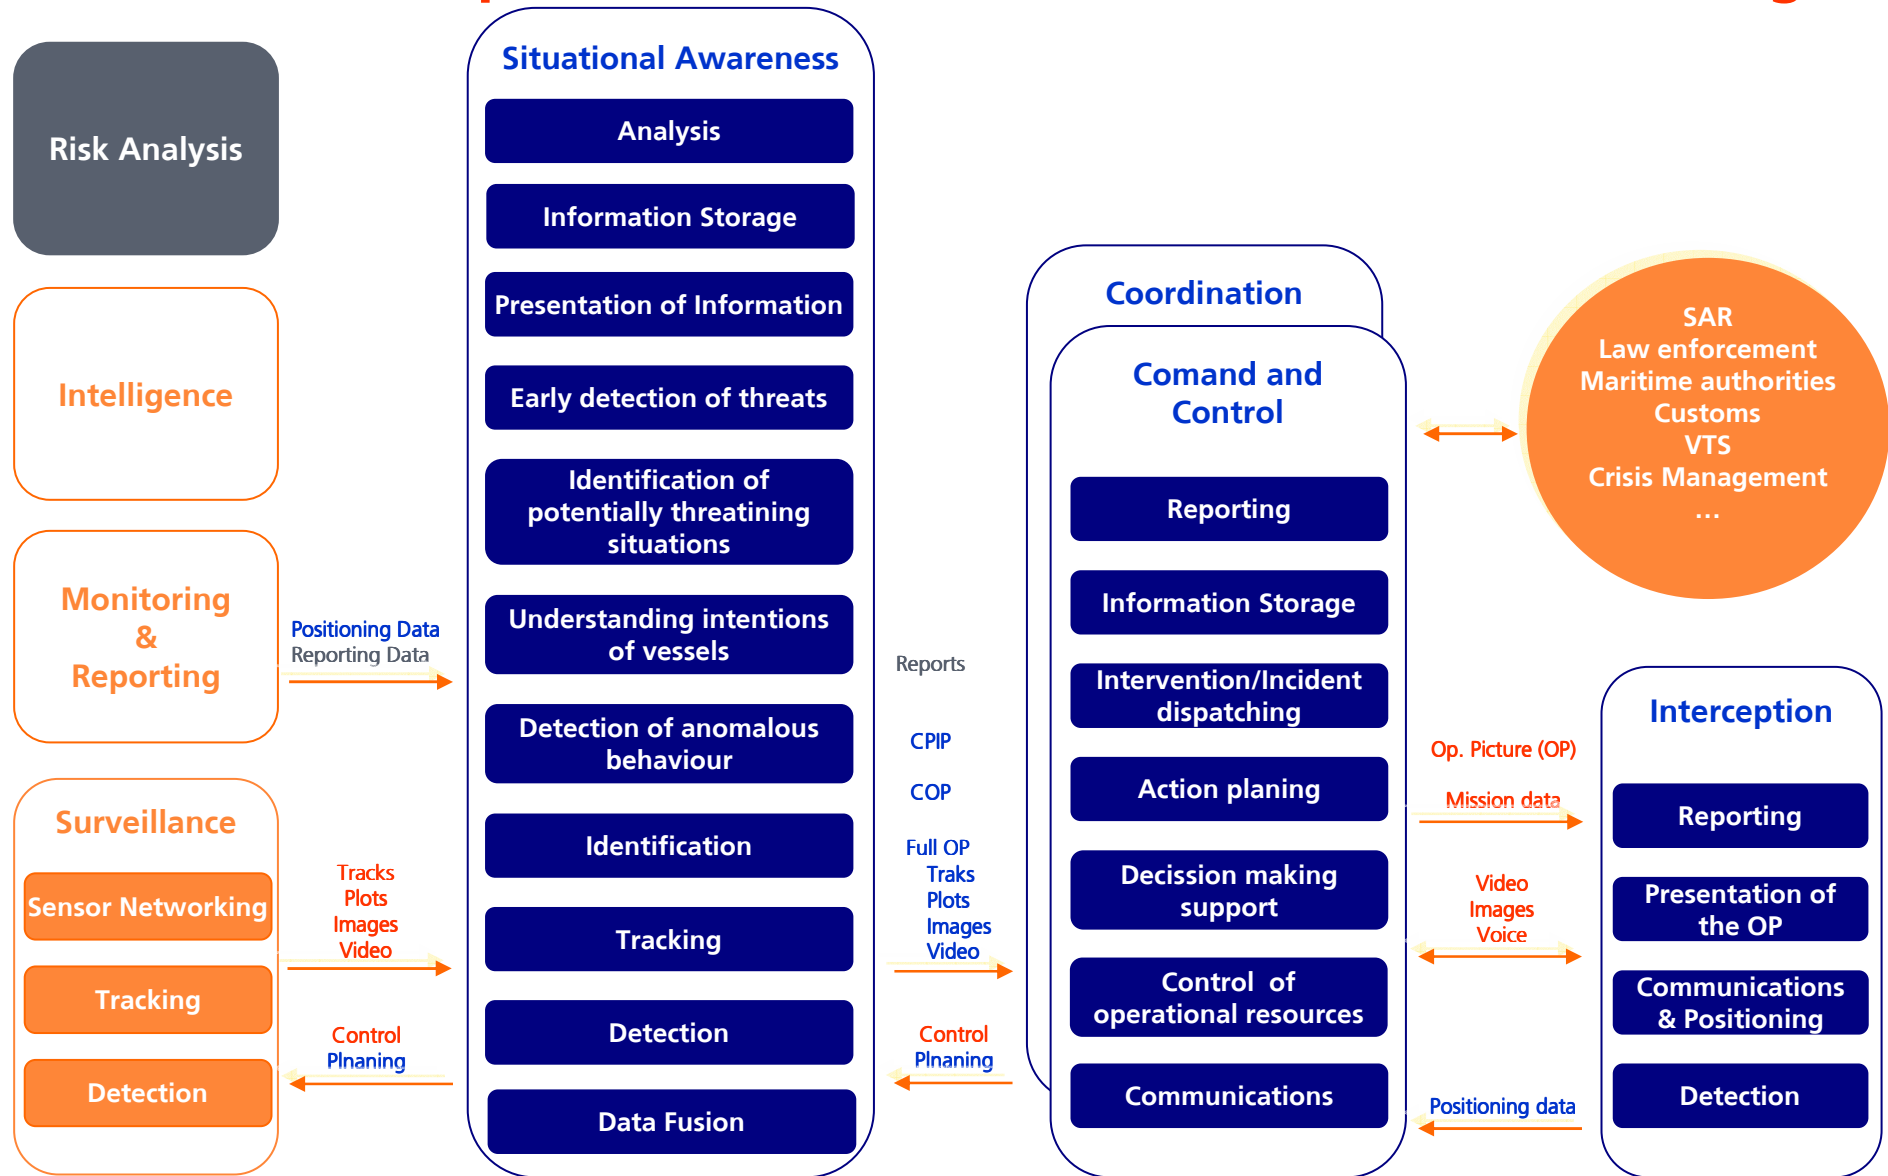 Risk Analysis
Intelligence
Monitoring
&
Reporting
Surveillance
Sensor Networking
Tracking
Detection
Positioning Data
Reporting Data
Tracks
Plots
Images
Video
Control
Plnaning
Situational Awareness
Analysis
Information Storage
Presentation of Information
Early detection of threats
Identification of
potentially threatining
situations
Understanding intentions
of vessels
Detection of anomalous
behaviour
Identification
Tracking
Detection
Data Fusion
Reports
CPIP
COP
Full OP
Traks
Plots
Images
Video
Control
Plnaning
Coordination
Comand and
Control
Reporting
Information Storage
Intervention/Incident
dispatching
Action planing
Decission making
support
Control of
operational resources
Communications
SAR
Law enforcement
Maritime authorities
Customs
VTS
Crisis Management
...
Op. Picture (OP)
Mission data
Video
Images
Voice
Positioning data
Interception
Reporting
Presentation of
the OP
Communications
& Positioning
Detection